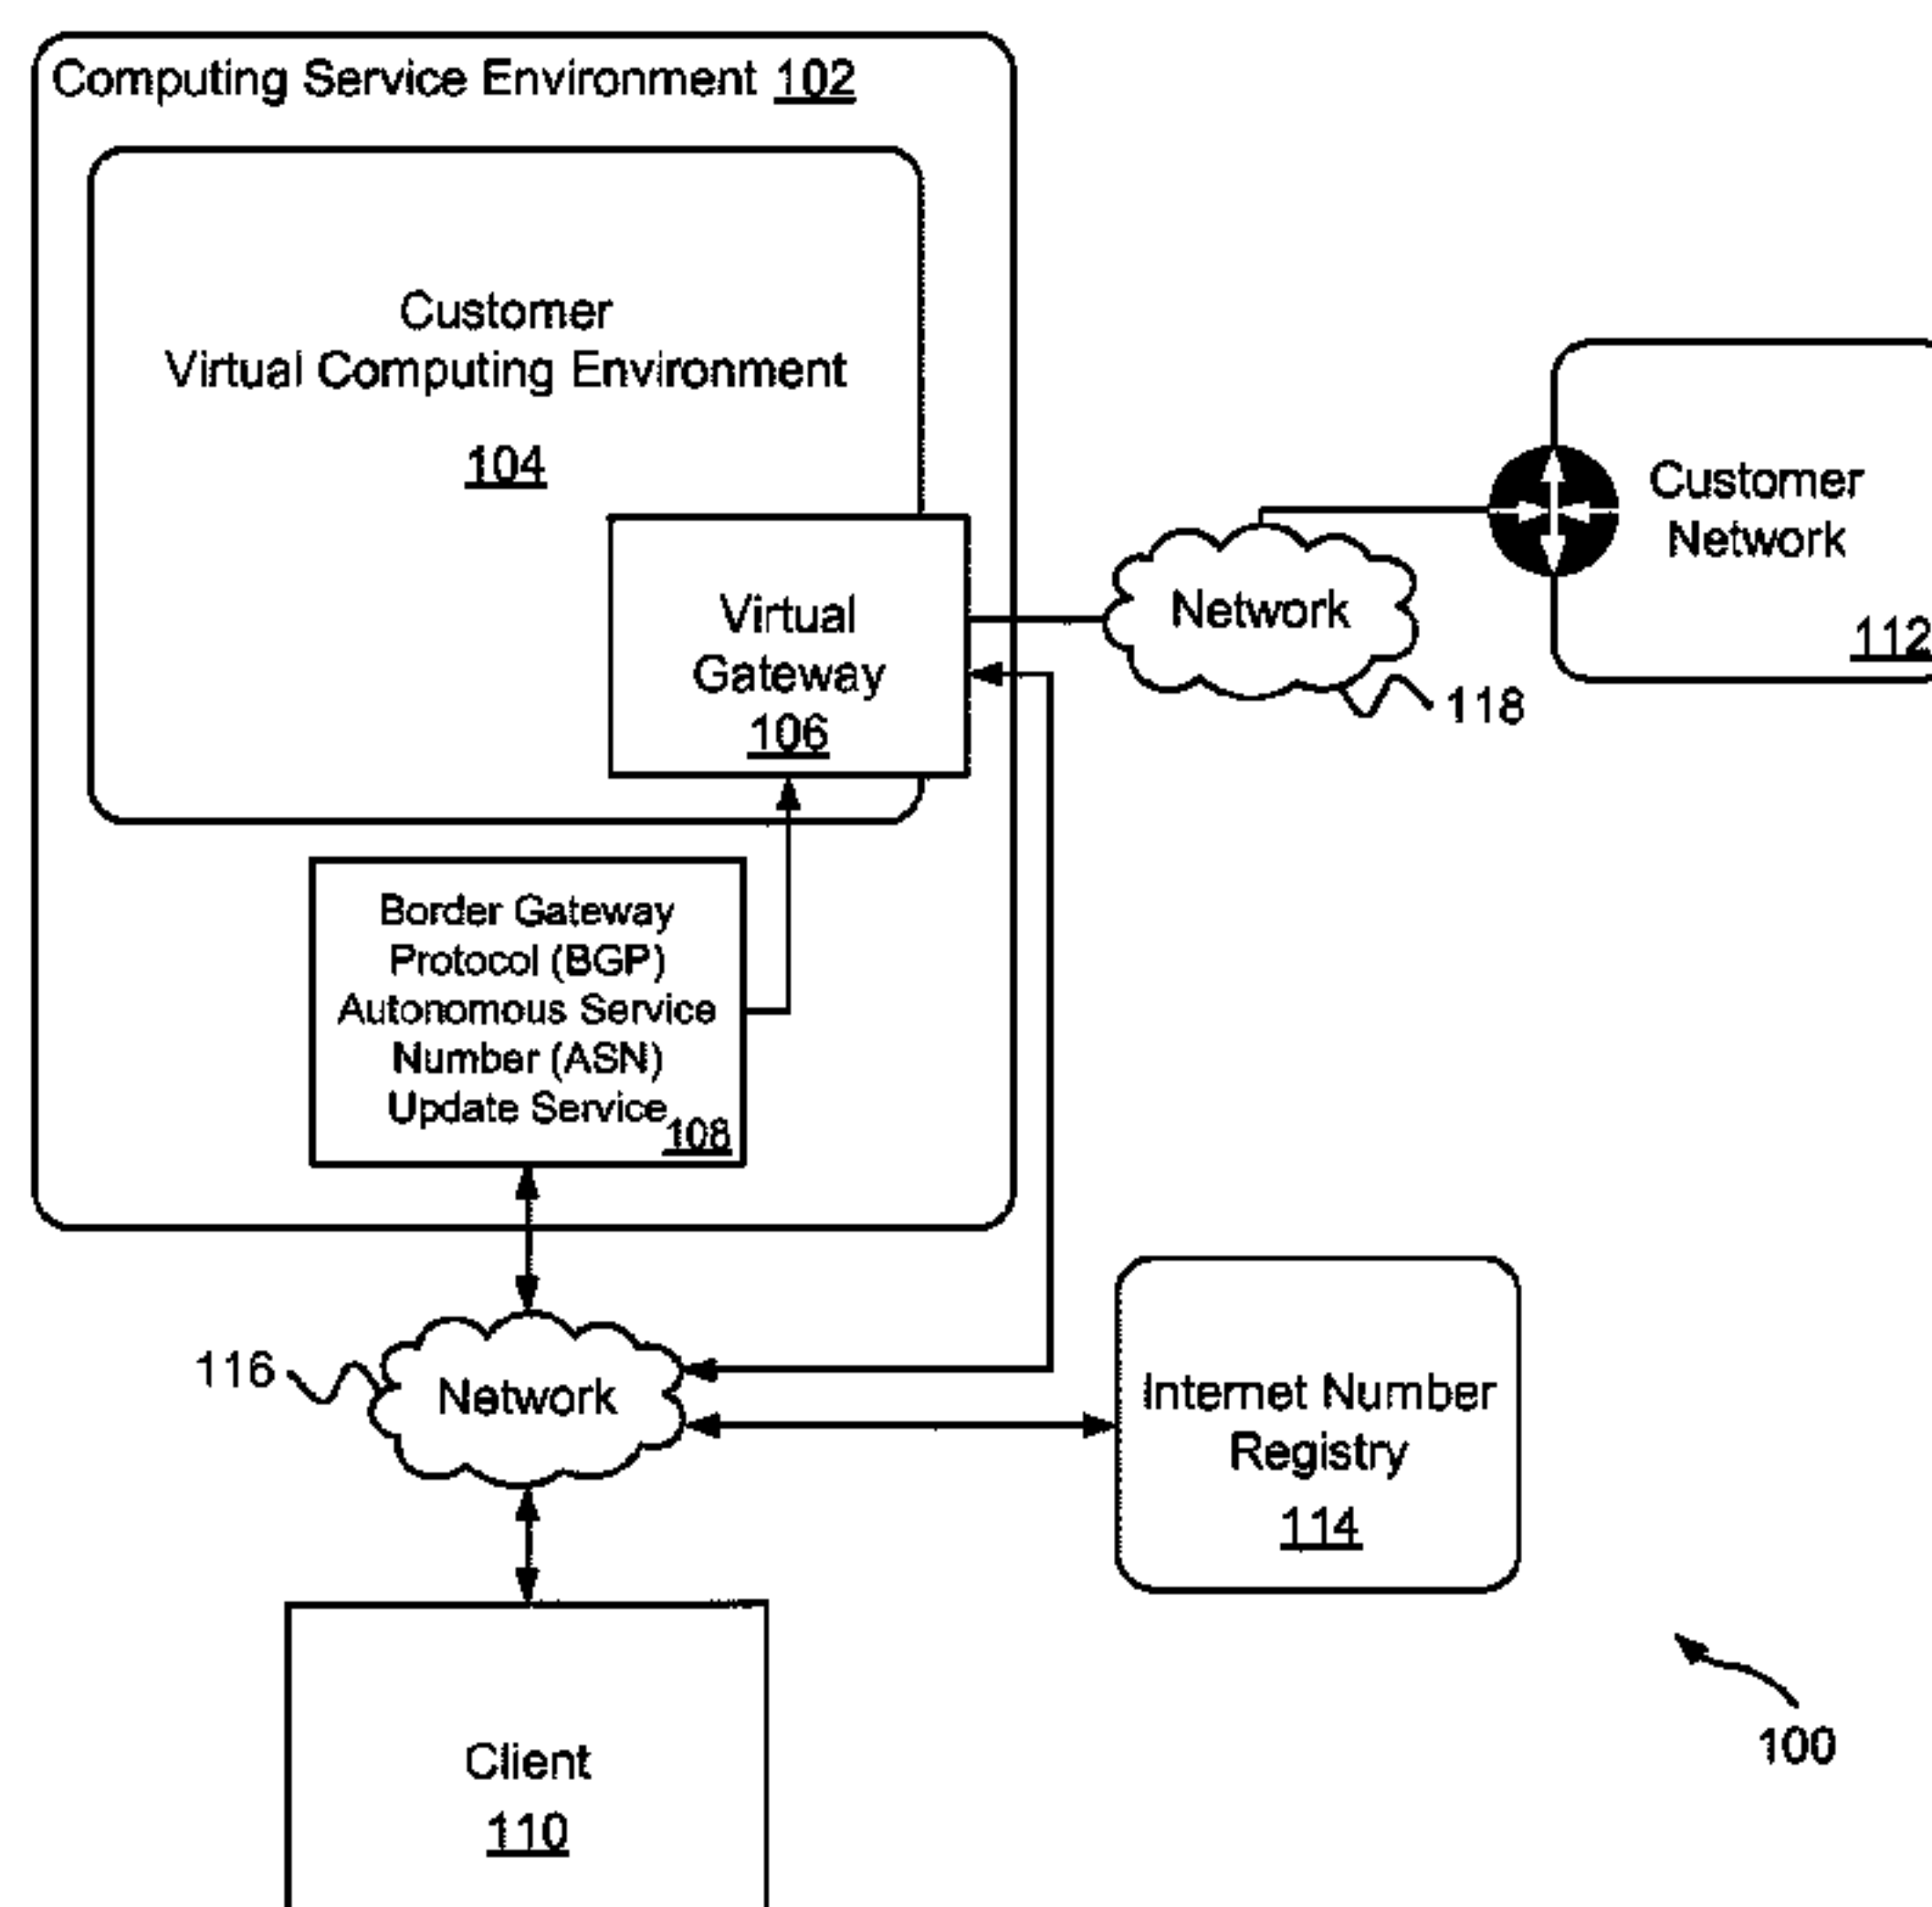 Computing Service Environment 102
Customer
Virtual Computing Environment
104
Virtual
Gateway
106
Network
118
Customer
Network
112
Border Gateway
Protocol (BGP)
Autonomous Service
Number (ASN)
Update Service
108
116
Network
Internet Number
Registry
114
Client
110
100